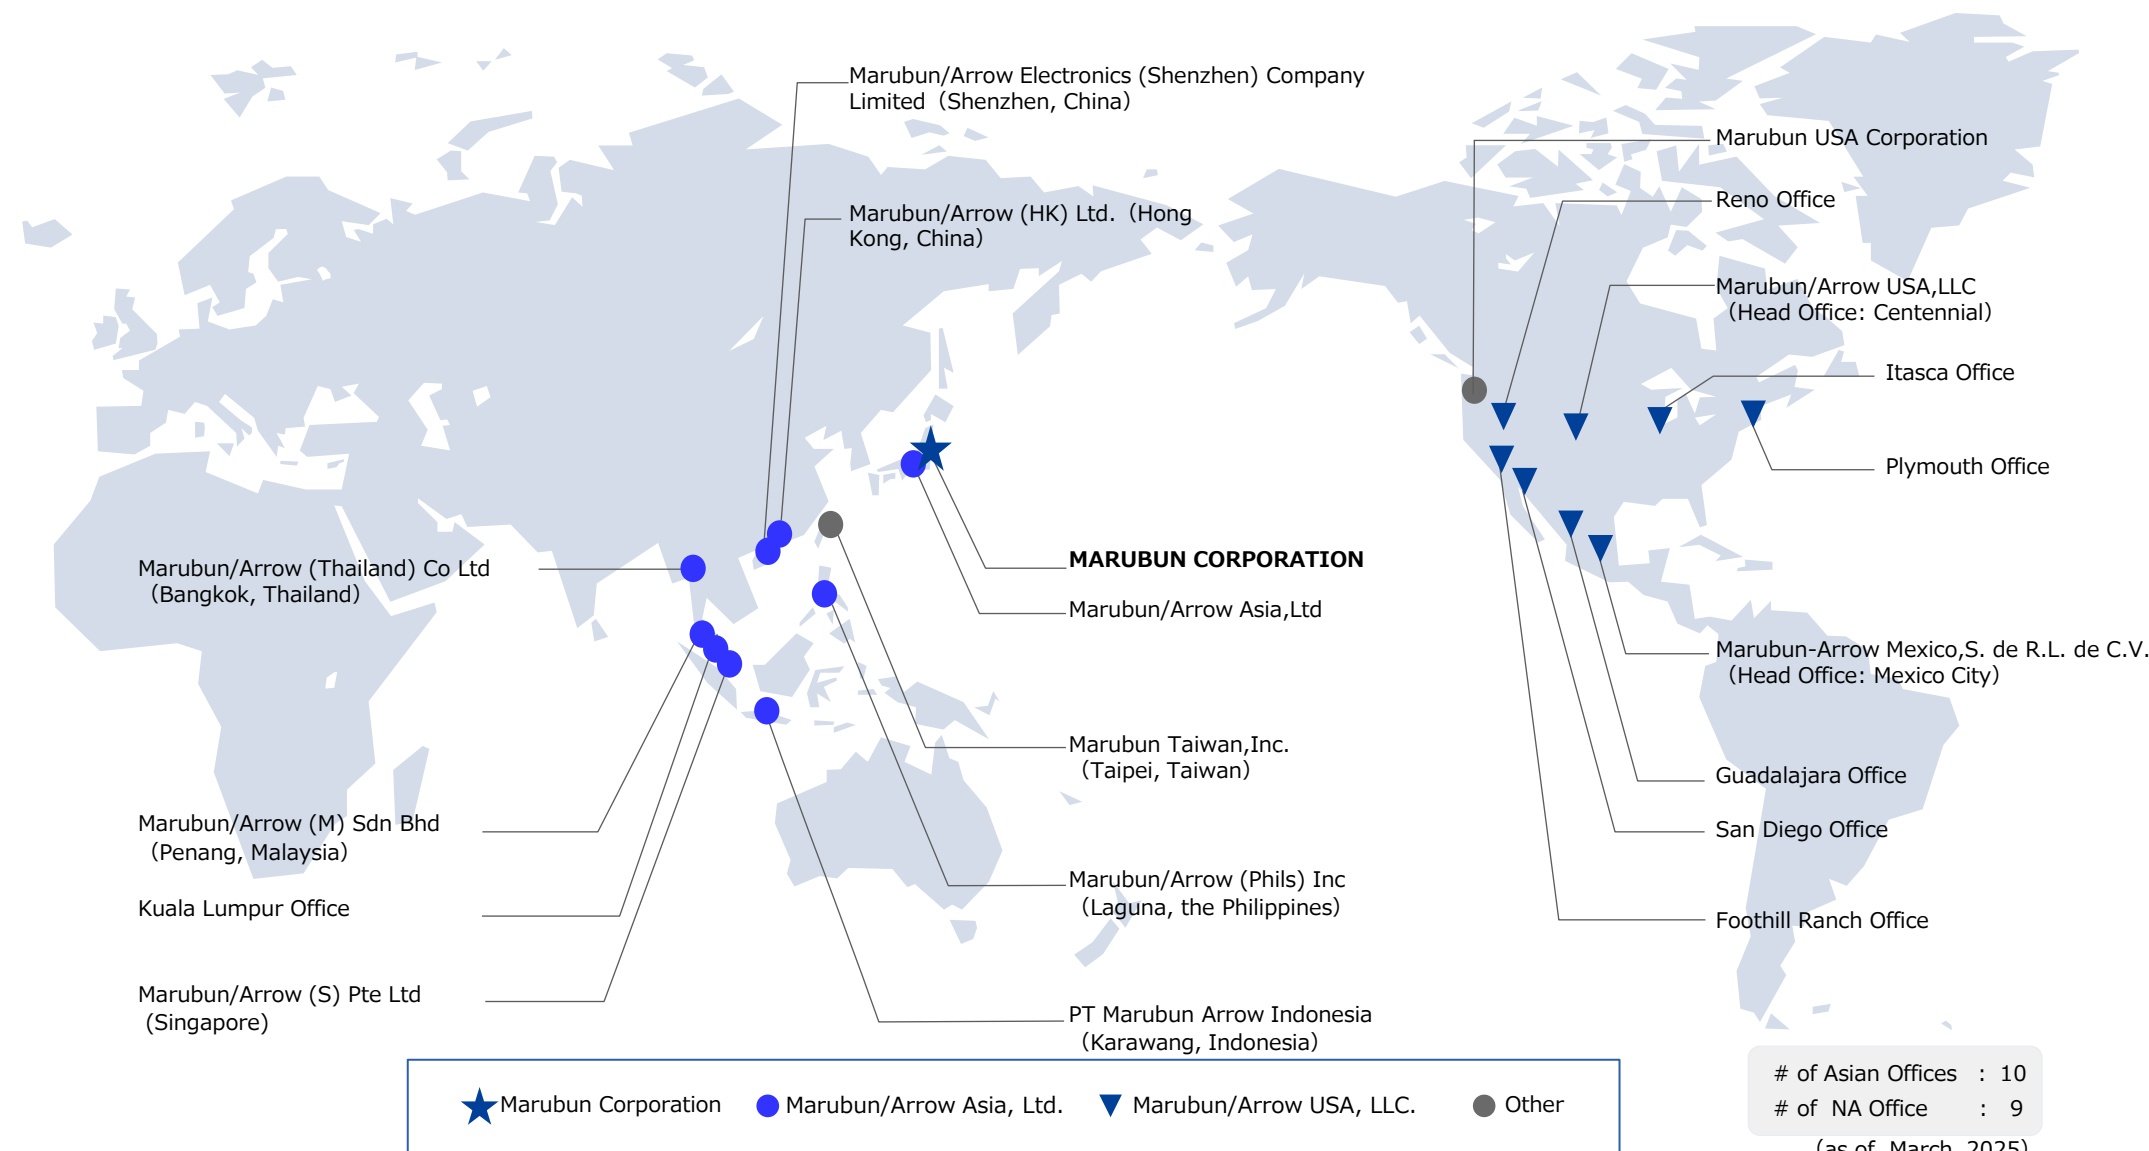 Marubun/Arrow Electronics (Shenzhen) Company
Limited（Shenzhen, China）
Marubun/Arrow (HK) Ltd.（Hong
Kong, China）
Marubun USA Corporation
Reno Office
Marubun/Arrow USA,LLC
（Head Office: Centennial）
Itasca Office
Plymouth Office
MARUBUN CORPORATION
Marubun/Arrow Asia,Ltd
Marubun/Arrow (Thailand) Co Ltd
（Bangkok, Thailand）
Marubun-Arrow Mexico,S. de R.L. de C.V.
（Head Office: Mexico City）
Marubun Taiwan,Inc.
（Taipei, Taiwan）
Guadalajara Office
San Diego Office
Marubun/Arrow (M) Sdn Bhd
（Penang, Malaysia）
Marubun/Arrow (Phils) Inc
（Laguna, the Philippines）
Kuala Lumpur Office
Foothill Ranch Office
Marubun/Arrow (S) Pte Ltd
(Singapore)
PT Marubun Arrow Indonesia
（Karawang, Indonesia）
Marubun Corporation
Marubun/Arrow Asia, Ltd.
Marubun/Arrow USA, LLC.
Other
# of Asian Offices : 10
# of NA Office : 9
（as of March, 2025）